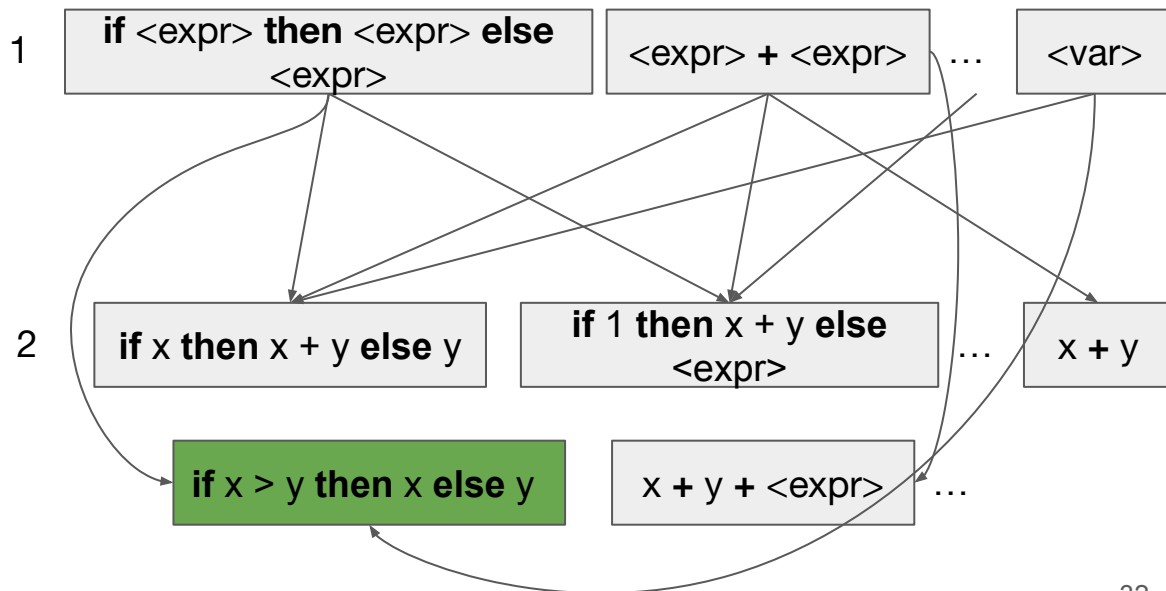 1
if <expr> then <expr> else
<expr>
<expr> + <expr>
...
<var>
2
if x then x + y else y
if 1 then x + y else
<expr>
...
x + y
if x > y then x else y
x + y + <expr>
...